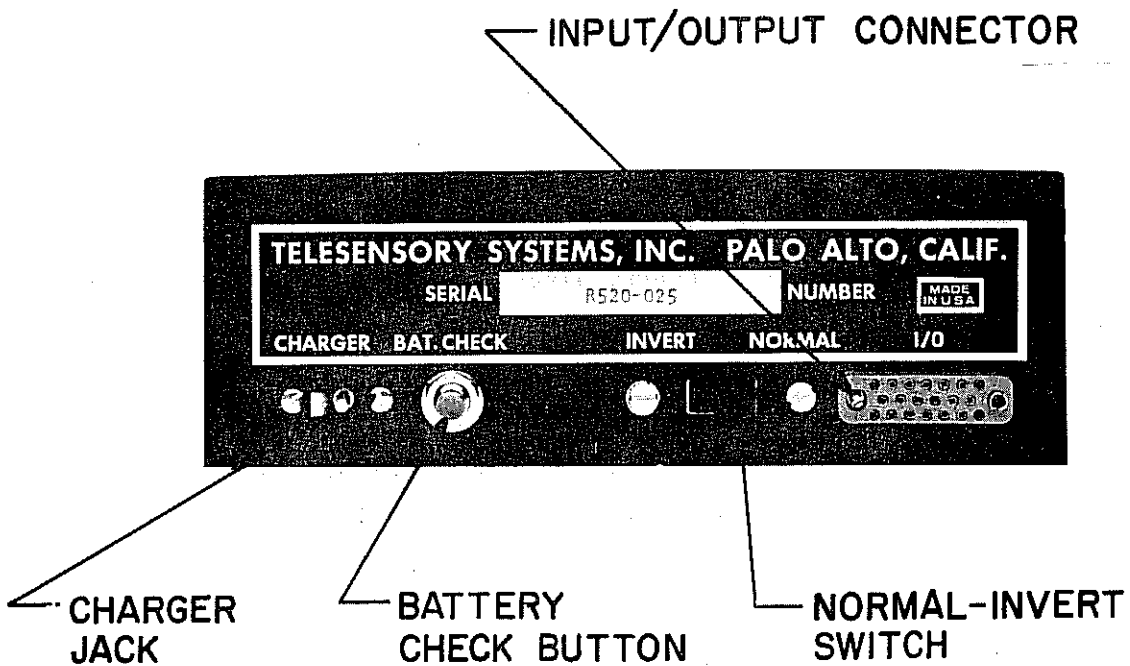 INPUT/OUTPUT CONNECTOR
TELESENSORY SYSTEMS, INC. PALO ALTO, CALIF.
SERIAL R520-025 NUMBER MADE IN USA
CHARGER BAT. CHECK INVERT NORMAL I/O
CHARGER JACK
BATTERY CHECK BUTTON
NORMAL-INVERT SWITCH